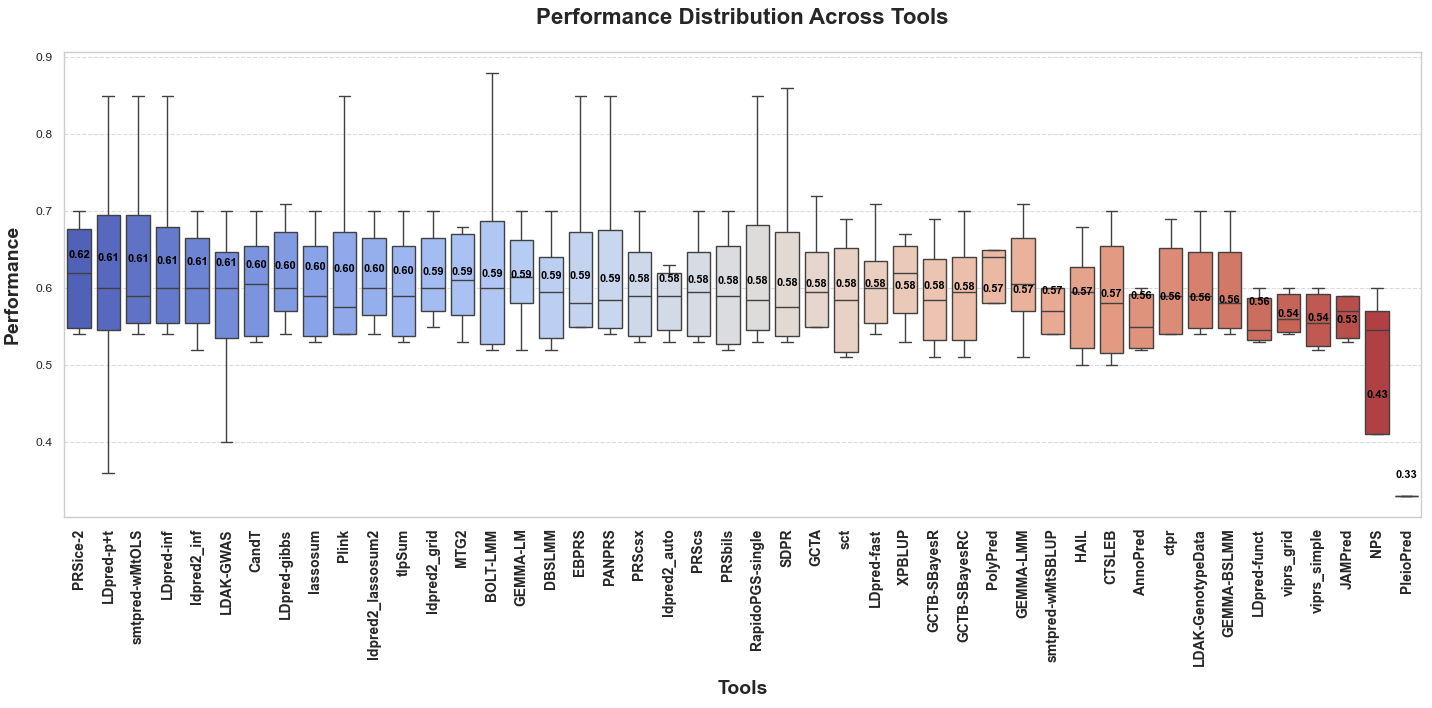 Performance Distribution Across Tools
Performance
0.9
0.8
0.7
0.6
0.5
0.4
0.62
0.61
0.61
0.61
0.61
0.61
0.60
0.60
0.60
0.60
0.60
0.60
0.59
0.59
0.59
0.59
0.59
0.59
0.59
0.58
0.58
0.58
0.58
0.58
0.58
0.58
0.58
0.58
0.58
0.58
0.58
0.57
0.57
0.57
0.57
0.57
0.56
0.56
0.56
0.56
0.56
0.54
0.54
0.53
0.43
0.33
PRSice-2
LDpred-p+t
smtpred-wMtOLS
LDpred-inf
ldpred2_inf
LDAK-GWAS
CandT
LDpred-gibbs
lassosum
Plink
ldpred2_lassosum2
tlpSum
ldpred2_grid
MTG2
BOLT-LMM
GEMMA-LM
DBSLMM
EBPRS
PANPRS
PRScsx
ldpred2_auto
PRScs
PRSbils
RapidoPGS-single
SDPR
GCTA
sct
LDpred-fast
XPBLUP
GCTB-SBayesR
GCTB-SBayesRC
PolyPred
GEMMA-LMM
smtpred-wMtSBLUP
HAIL
CTSLEB
AnnoPred
ctpr
LDAK-GenotypeData
GEMMA-BSLMM
LDpred-funct
viprs_grid
viprs_simple
JAMPred
NPS
PleioPred
Tools